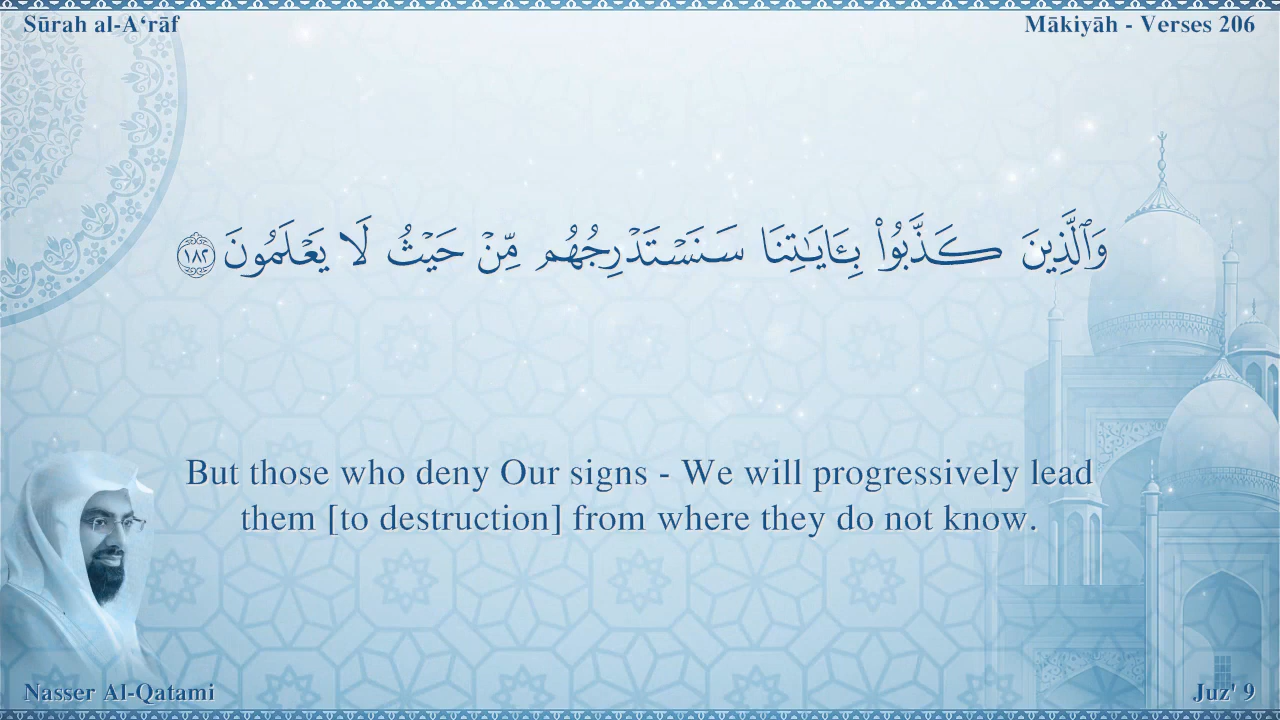 Sūrah al-A‘rāf
Mākiyāh - Verses 206
وَٱلَّذِينَ كَذَّبُوا۟ بِـَٔايَـٰتِنَا سَنَسْتَدْرِجُهُم مِّنْ حَيْثُ لَا يَعْلَمُونَ ١٨٢
But those who deny Our signs - We will progressively lead
them [to destruction] from where they do not know.
Nasser Al-Qatami
Juz' 9